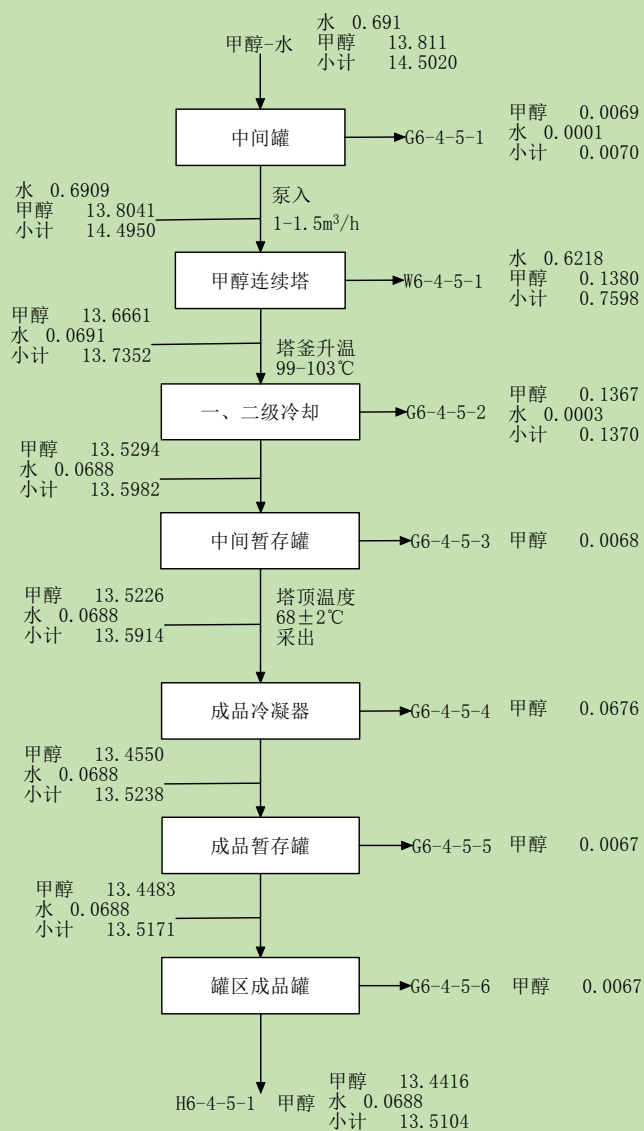 水 0.691
甲醇-水 甲醇 13.811
小计 14.5020
中间罐
G6-4-5-1
甲醇 0.0069
水 0.0001
小计 0.0070
水 0.6909
甲醇 13.8041
小计 14.4950
泵入
1-1.5m³/h
甲醇连续塔
W6-4-5-1
水 0.6218
甲醇 0.1380
小计 0.7598
甲醇 13.6661
水 0.0691
小计 13.7352
塔釜升温
99-103℃
一、二级冷却
G6-4-5-2
甲醇 0.1367
水 0.0003
小计 0.1370
甲醇 13.5294
水 0.0688
小计 13.5982
中间暂存罐
G6-4-5-3 甲醇 0.0068
甲醇 13.5226
水 0.0688
小计 13.5914
塔顶温度
68±2℃
采出
成品冷凝器
G6-4-5-4 甲醇 0.0676
甲醇 13.4550
水 0.0688
小计 13.5238
成品暂存罐
G6-4-5-5 甲醇 0.0067
甲醇 13.4483
水 0.0688
小计 13.5171
罐区成品罐
G6-4-5-6 甲醇 0.0067
H6-4-5-1 甲醇
甲醇 13.4416
水 0.0688
小计 13.5104